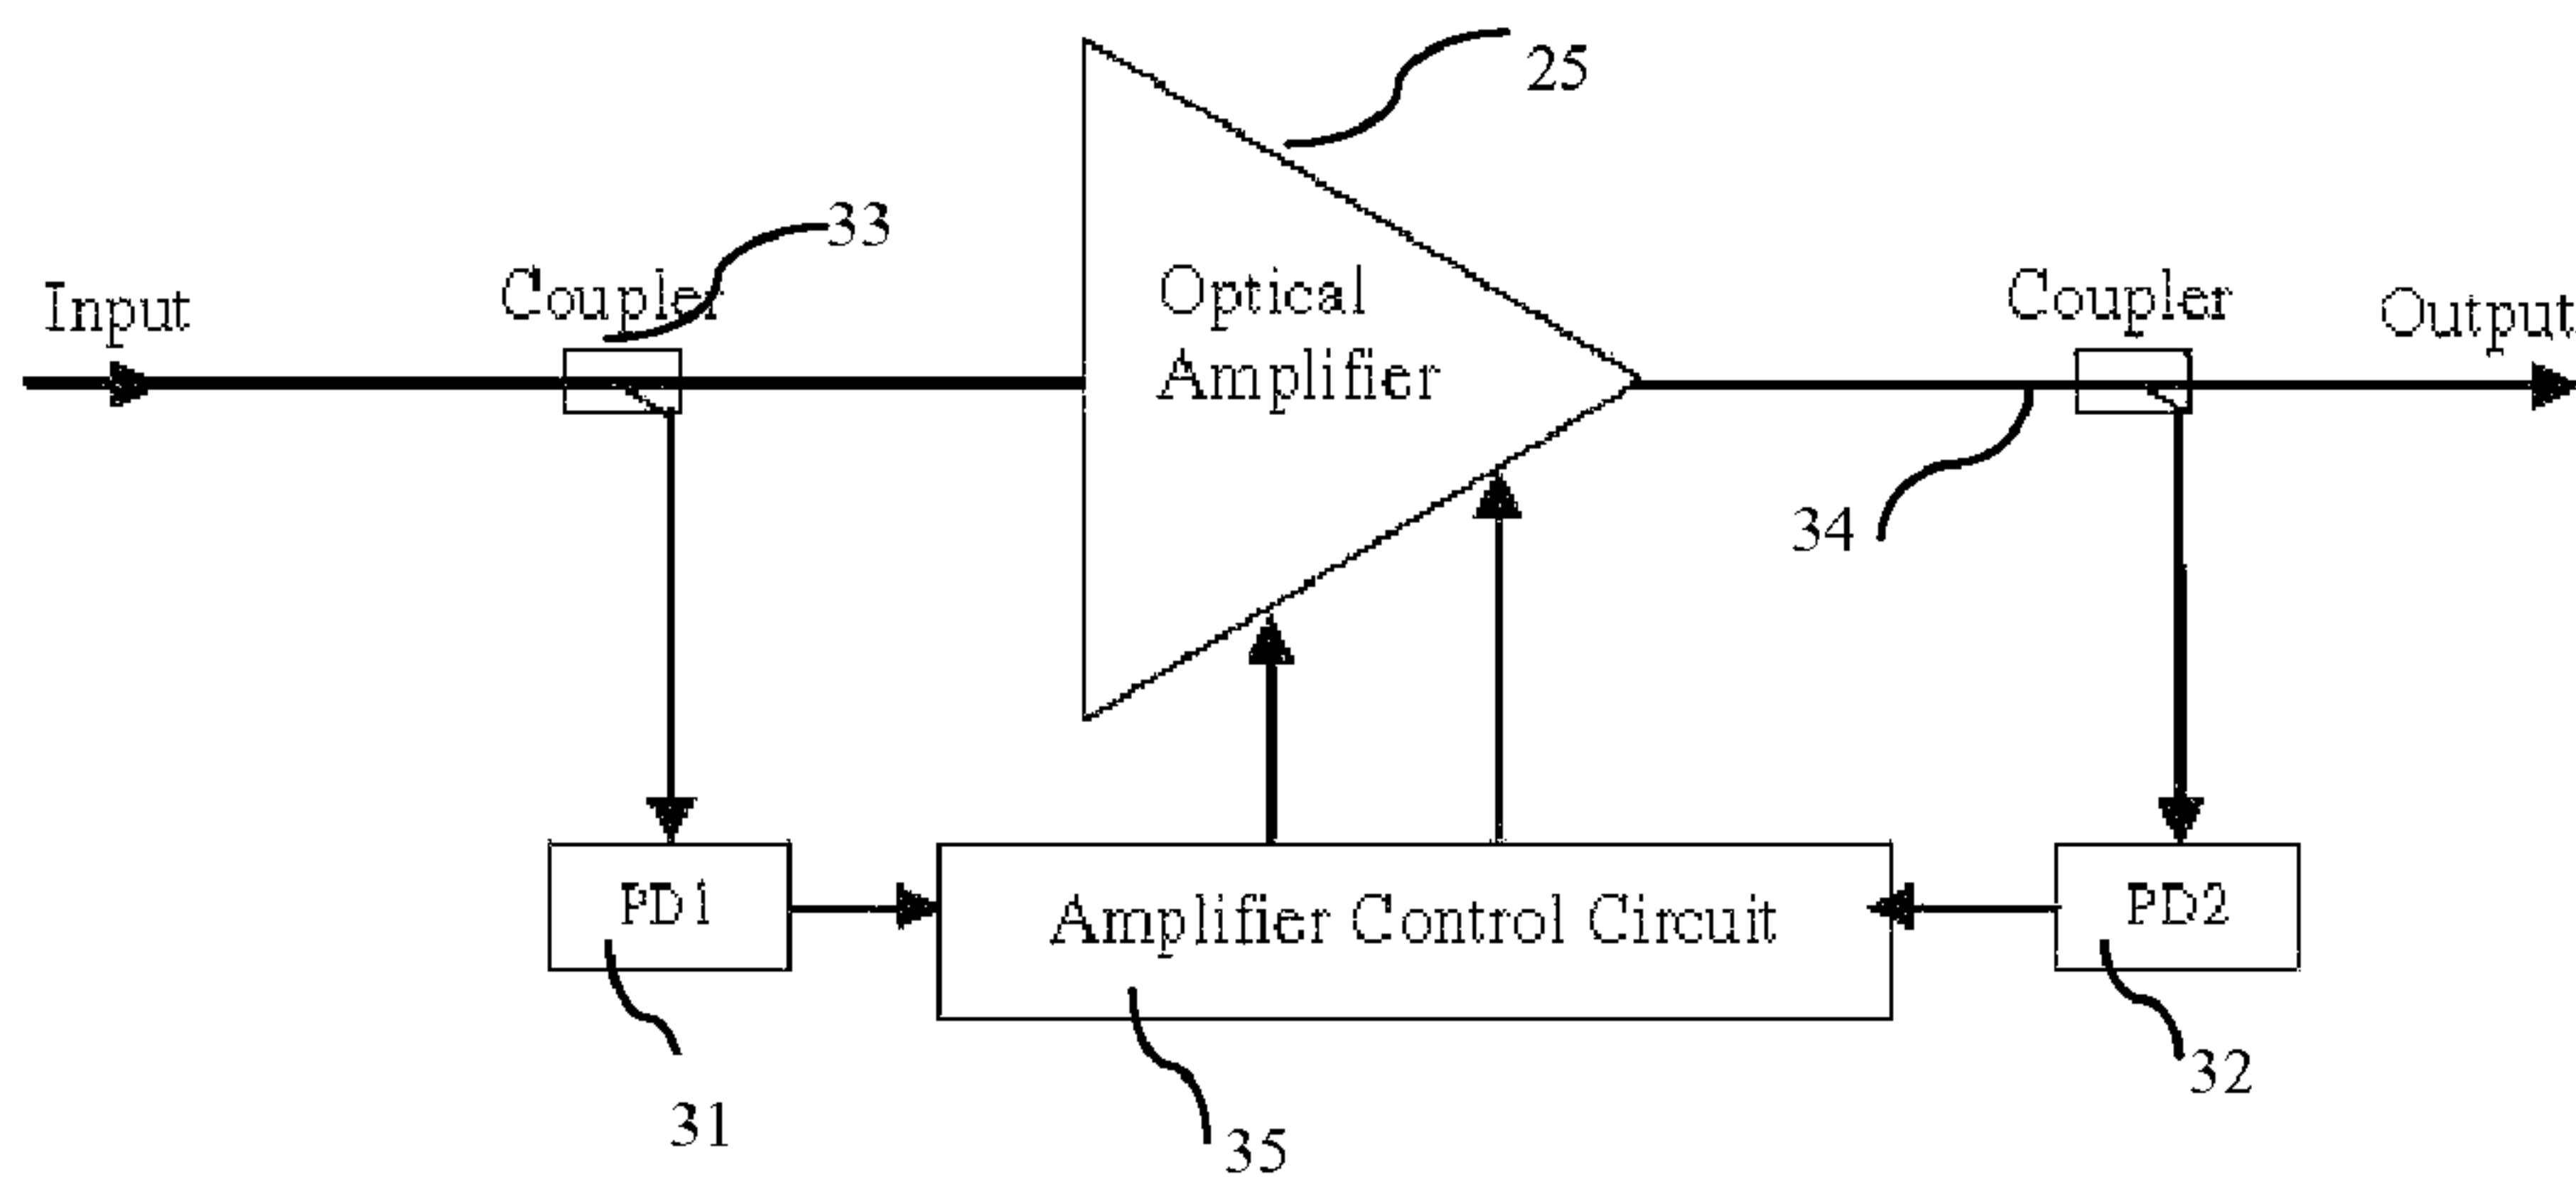 25
33
Input
Coupler
Optical
Amplifier
Coupler
Output
34
PD1
Amplifier Control Circuit
PD2
31
35
32